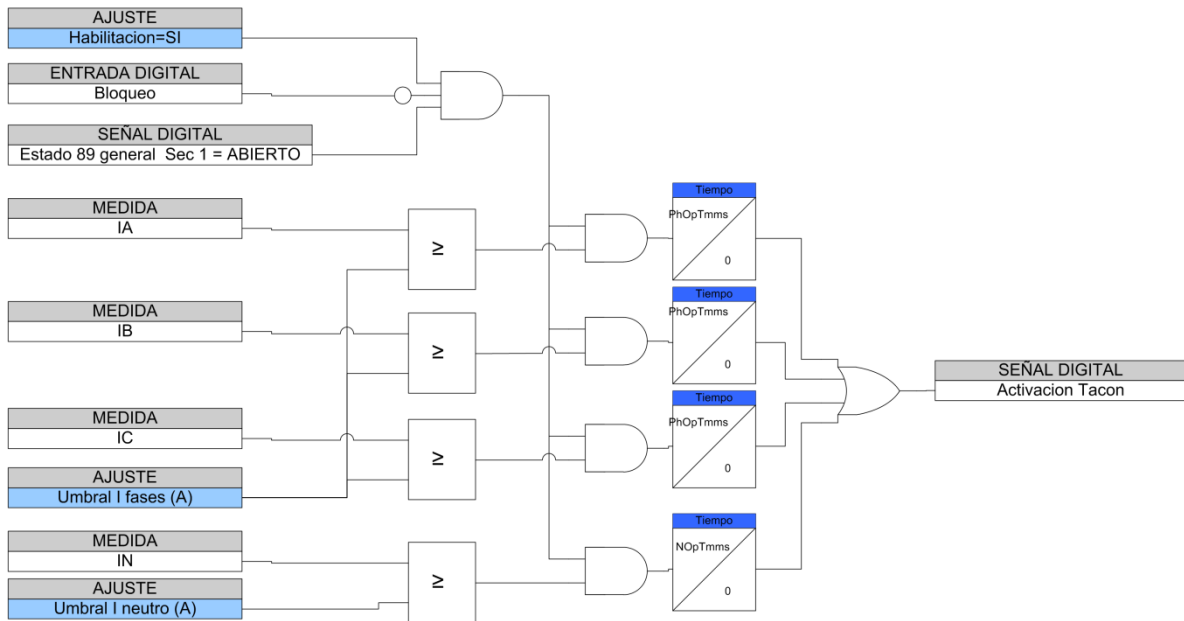 AJUSTE
Habilitacion=SI
ENTRADA DIGITAL
Bloqueo
SEÑAL DIGITAL
Estado 89 general Sec 1 = ABIERTO
MEDIDA
IA
≥
Tiempo
PhOpTmms
0
MEDIDA
IB
≥
Tiempo
PhOpTmms
0
SEÑAL DIGITAL
Activacion Tacon
MEDIDA
IC
≥
Tiempo
PhOpTmms
0
AJUSTE
Umbral I fases (A)
MEDIDA
IN
≥
Tiempo
NOpTmms
0
AJUSTE
Umbral I neutro (A)